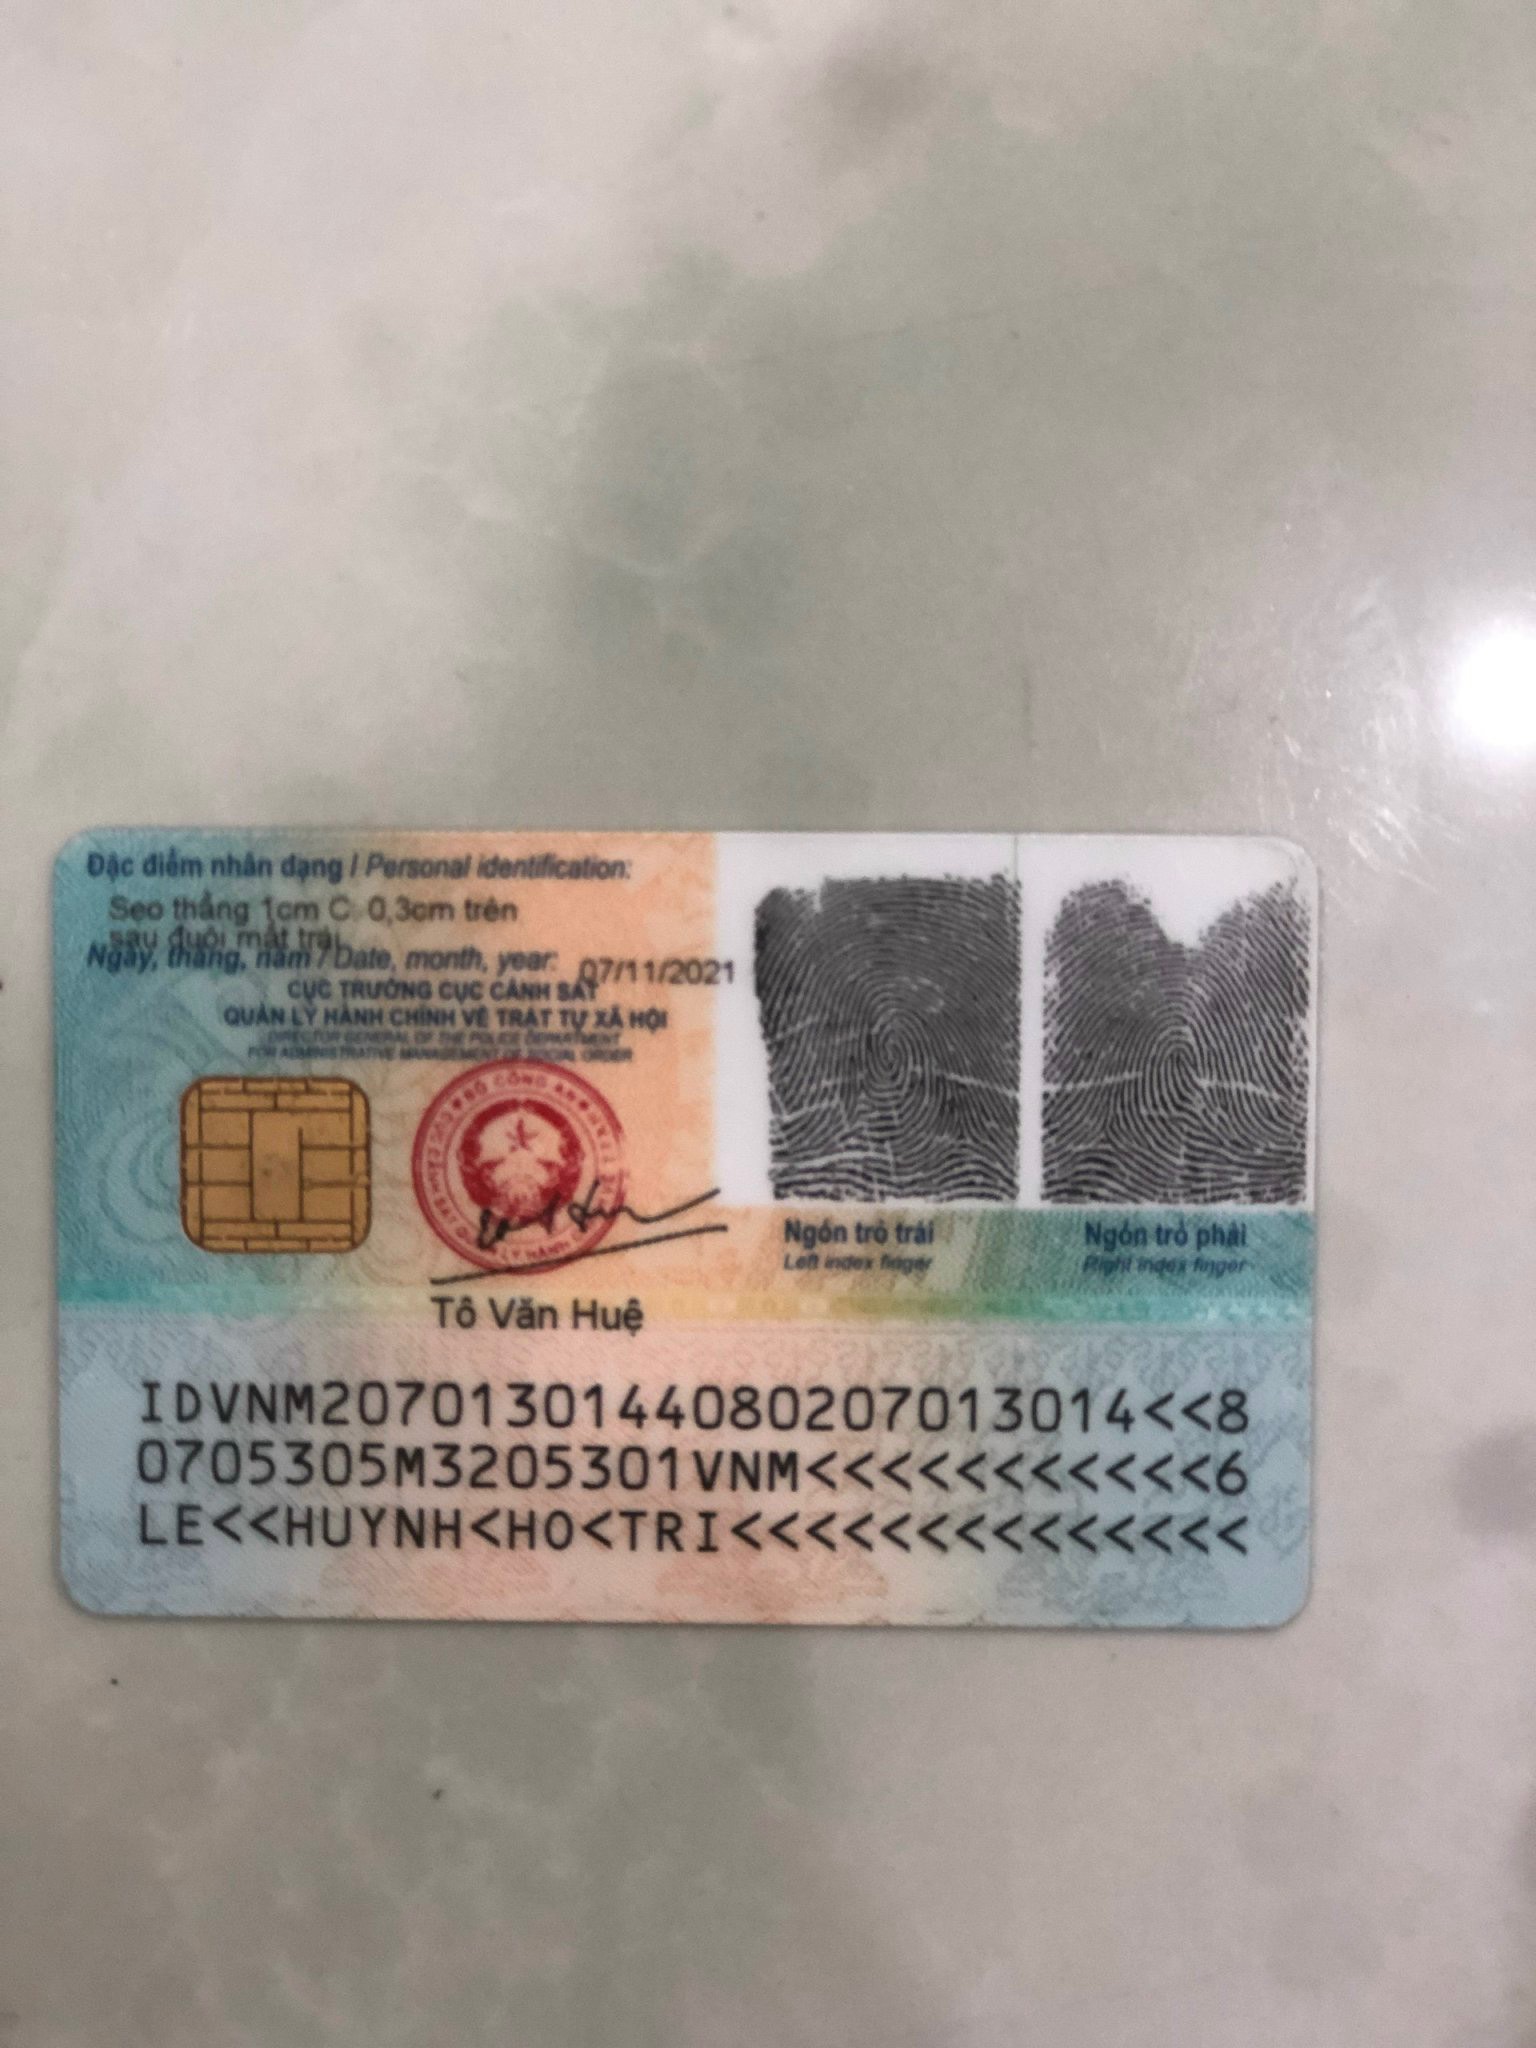 Đặc điểm nhân dạng / Personal identification:
Sẹo thẳng 1cm C. 0,3cm trên
sau đuôi mắt trái
Ngày, tháng, năm / Date, month, year: 07/11/2021
CỤC TRƯỞNG CỤC CẢNH SÁT
QUẢN LÝ HÀNH CHÍNH VỀ TRẬT TỰ XÃ HỘI
DIRECTOR GENERAL OF THE POLICE DEPARTMENT
FOR ADMINISTRATIVE MANAGEMENT OF SOCIAL ORDER
BỘ CÔNG AN
Tô Văn Huệ
Ngón trỏ trái
Left index finger
Ngón trỏ phải
Right index finger
IDVNM2070130144080207013014<<8
0705305M3205301VNM<<<<<<<<<<<6
LE<<HUYNH<HO<TRI<<<<<<<<<<<<<<